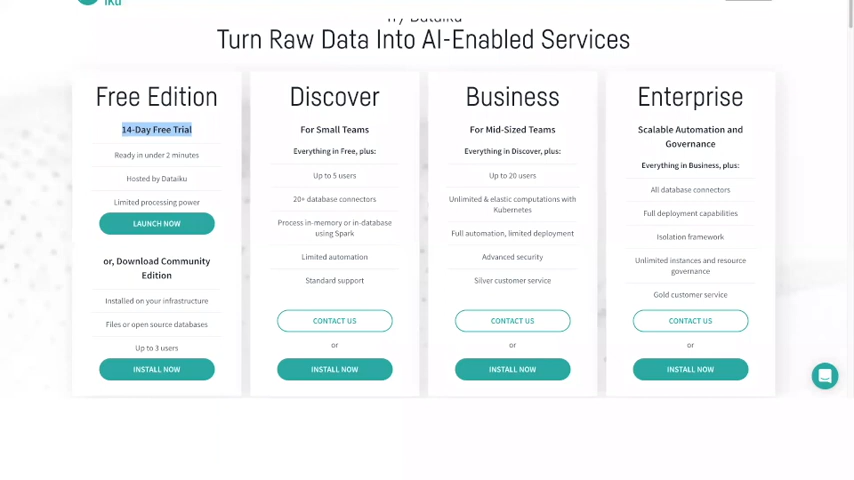 iku
Try Dataiku
Turn Raw Data Into AI-Enabled Services
Free Edition
14-Day Free Trial
Ready in under 2 minutes
Hosted by Dataiku
Limited processing power
LAUNCH NOW
or, Download Community
Edition
Installed on your infrastructure
Files or open source databases
Up to 3 users
INSTALL NOW
Discover
For Small Teams
Everything in Free, plus:
Up to 5 users
20+ database connectors
Process in-memory or in-database
using Spark
Limited automation
Standard support
CONTACT US
or
INSTALL NOW
Business
For Mid-Sized Teams
Everything in Discover, plus:
Up to 20 users
Unlimited & elastic computations with
Kubernetes
Full automation, limited deployment
Advanced security
Silver customer service
CONTACT US
or
INSTALL NOW
Enterprise
Scalable Automation and
Governance
Everything in Business, plus:
All database connectors
Full deployment capabilities
Isolation framework
Unlimited instances and resource
governance
Gold customer service
CONTACT US
or
INSTALL NOW